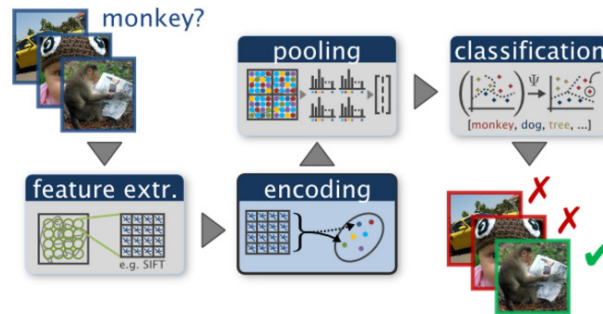 monkey?
pooling
classification
Ψ
[monkey, dog, tree, ...]
feature extr.
e.g. SIFT
encoding